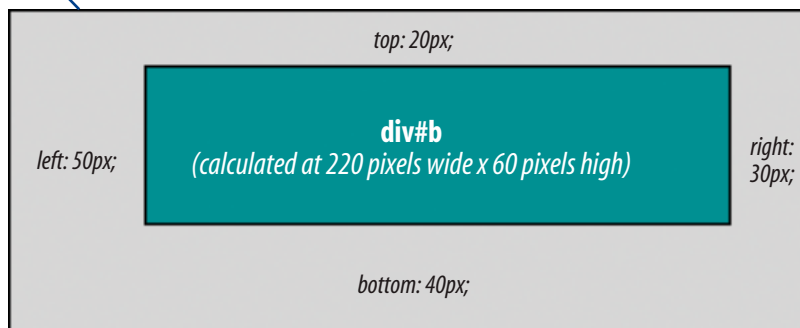 top: 20px;
div#b
(calculated at 220 pixels wide x 60 pixels high)
left: 50px;
right:
30px;
bottom: 40px;